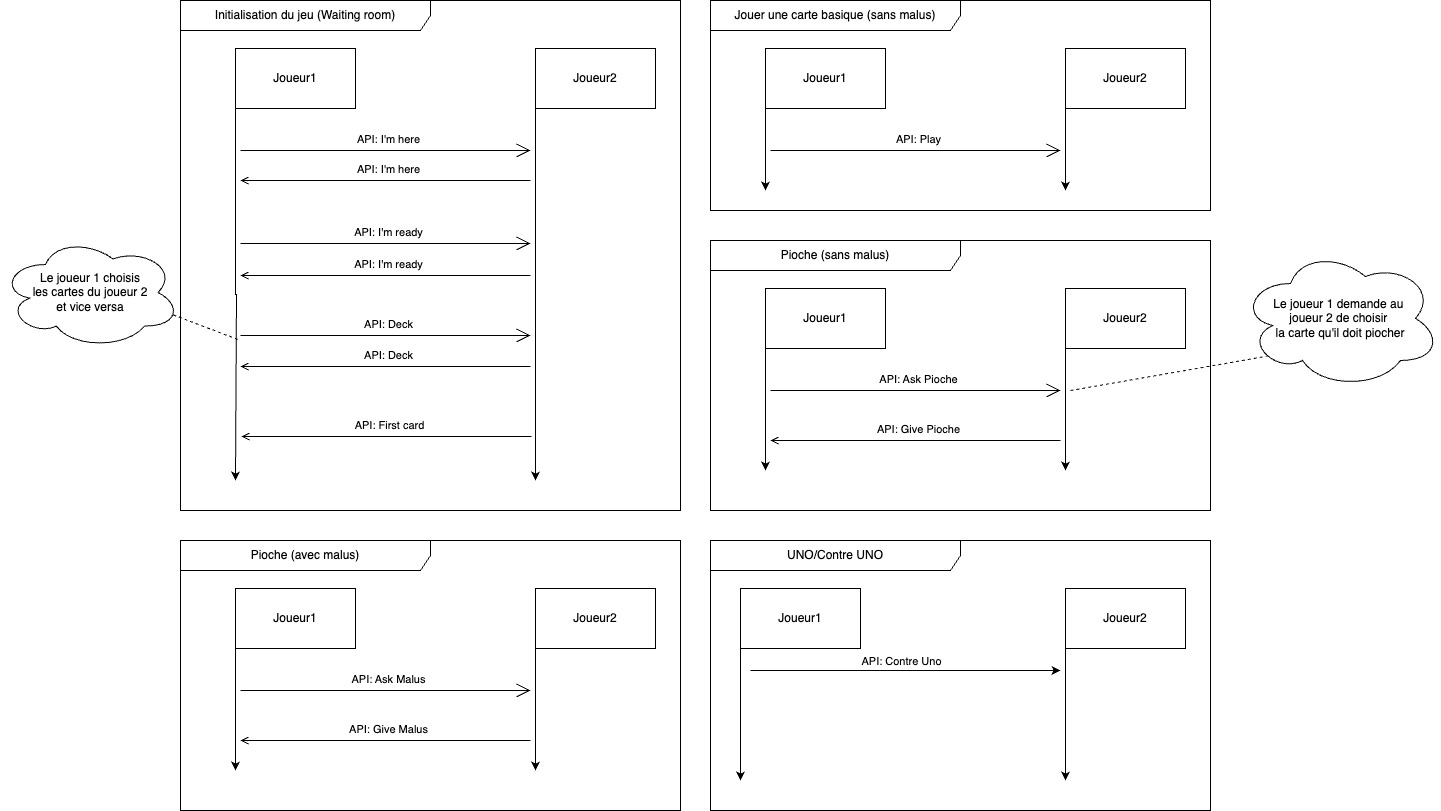 Initialisation du jeu (Waiting room)
Joueur1
Joueur2
API: I'm here
API: I'm here
API: I'm ready
API: I'm ready
Le joueur 1 choisis
les cartes du joueur 2
et vice versa
API: Deck
API: Deck
API: First card
Jouer une carte basique (sans malus)
Joueur1
Joueur2
API: Play
Pioche (sans malus)
Joueur1
Joueur2
Le joueur 1 demande au
joueur 2 de choisir
la carte qu'il doit piocher
API: Ask Pioche
API: Give Pioche
Pioche (avec malus)
Joueur1
Joueur2
API: Ask Malus
API: Give Malus
UNO/Contre UNO
Joueur1
Joueur2
API: Contre Uno